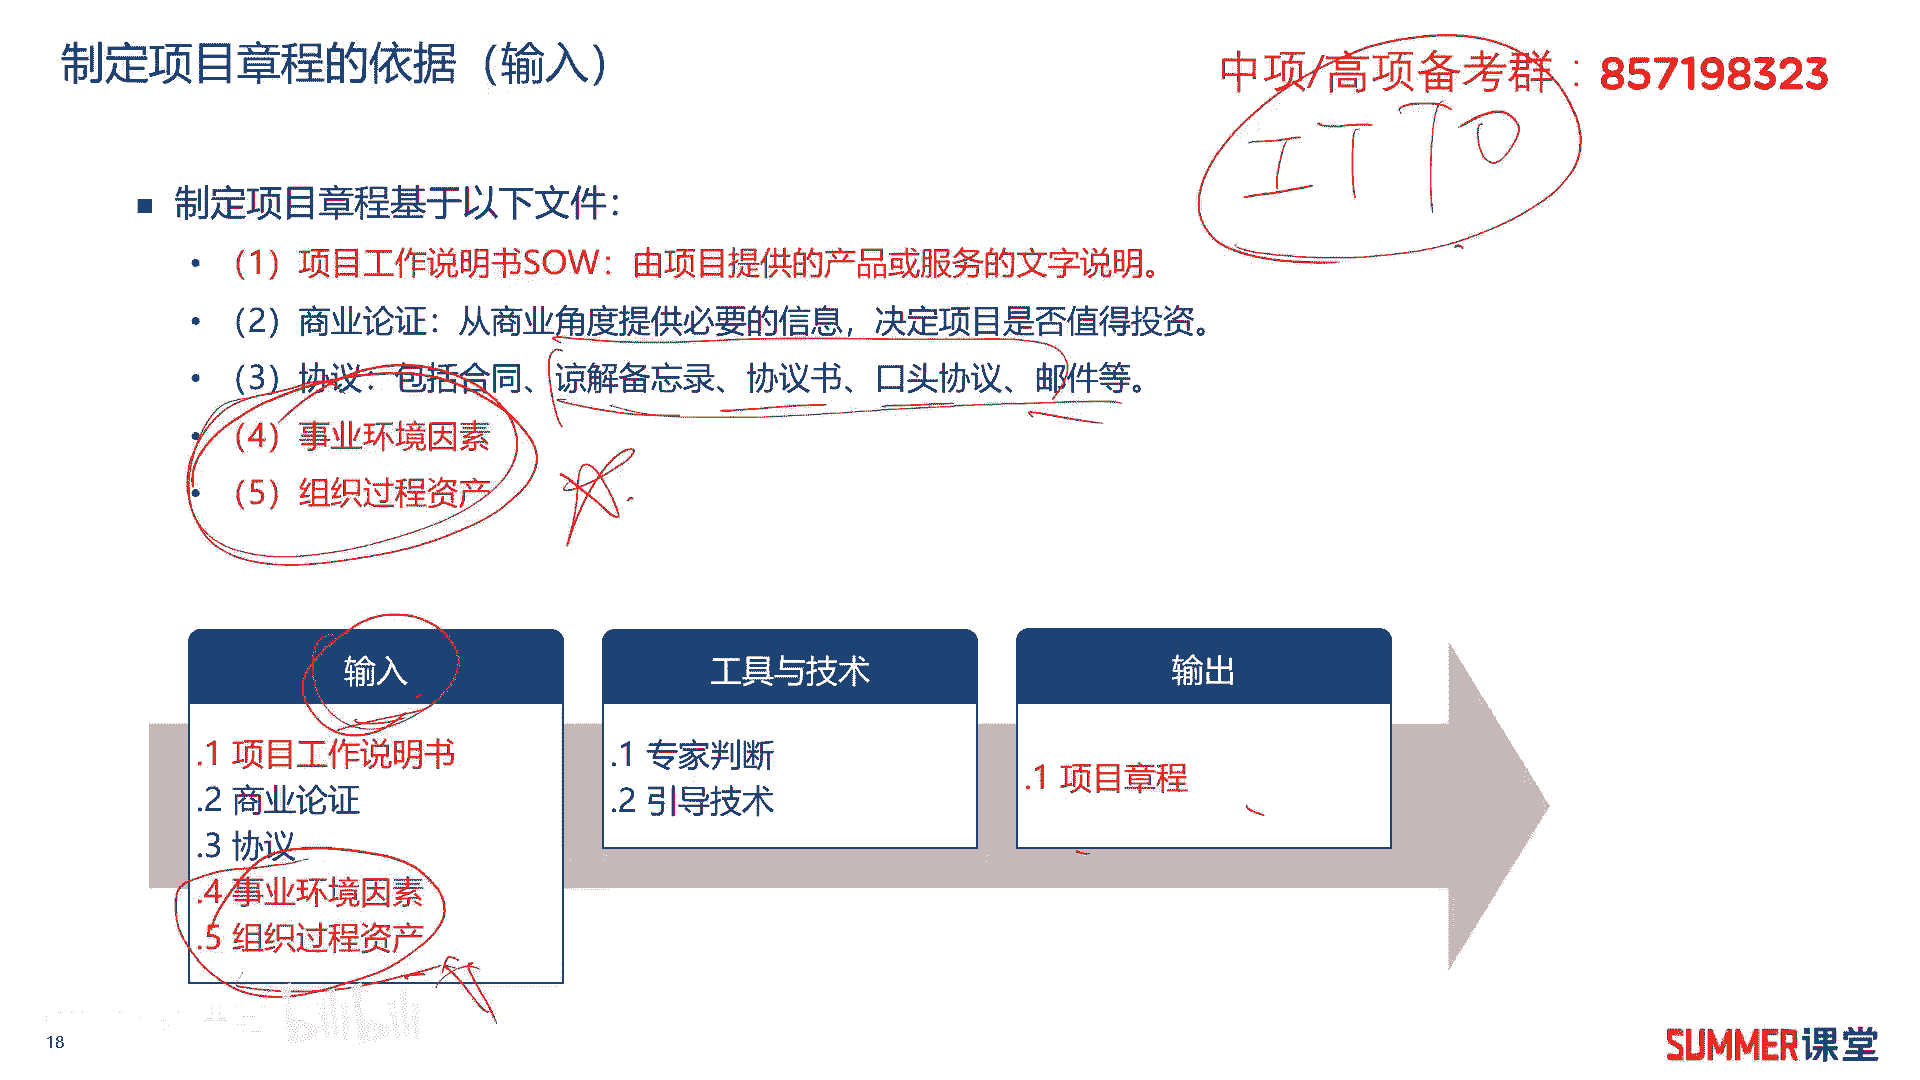 制定项目章程的依据（输入）
中项/高项备考群：857198323
ITTO
制定项目章程基于以下文件：
（1）项目工作说明书SOW：由项目提供的产品或服务的文字说明。
（2）商业论证：从商业角度提供必要的信息，决定项目是否值得投资。
（3）协议：包括合同、谅解备忘录、协议书、口头协议、邮件等。
（4）事业环境因素
（5）组织过程资产
输入
.1 项目工作说明书
.2 商业论证
.3 协议
.4 事业环境因素
.5 组织过程资产
工具与技术
.1 专家判断
.2 引导技术
输出
.1 项目章程
bilibili
18
SUMMER课堂